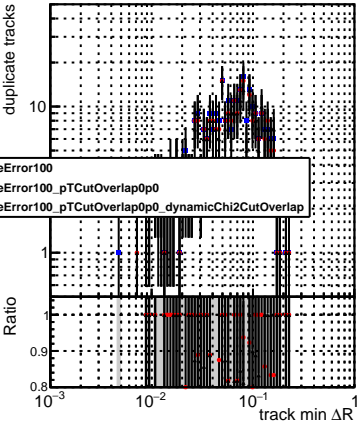 duplicate tracks
10
eError100
eError100_pTCutOverlap0p0
eError100_pTCutOverlap0p0_dynamicChi2CutOverlap
1
Ratio
1
0.9
0.8
10⁻³ 10⁻² 10⁻¹ 1
track min ΔR